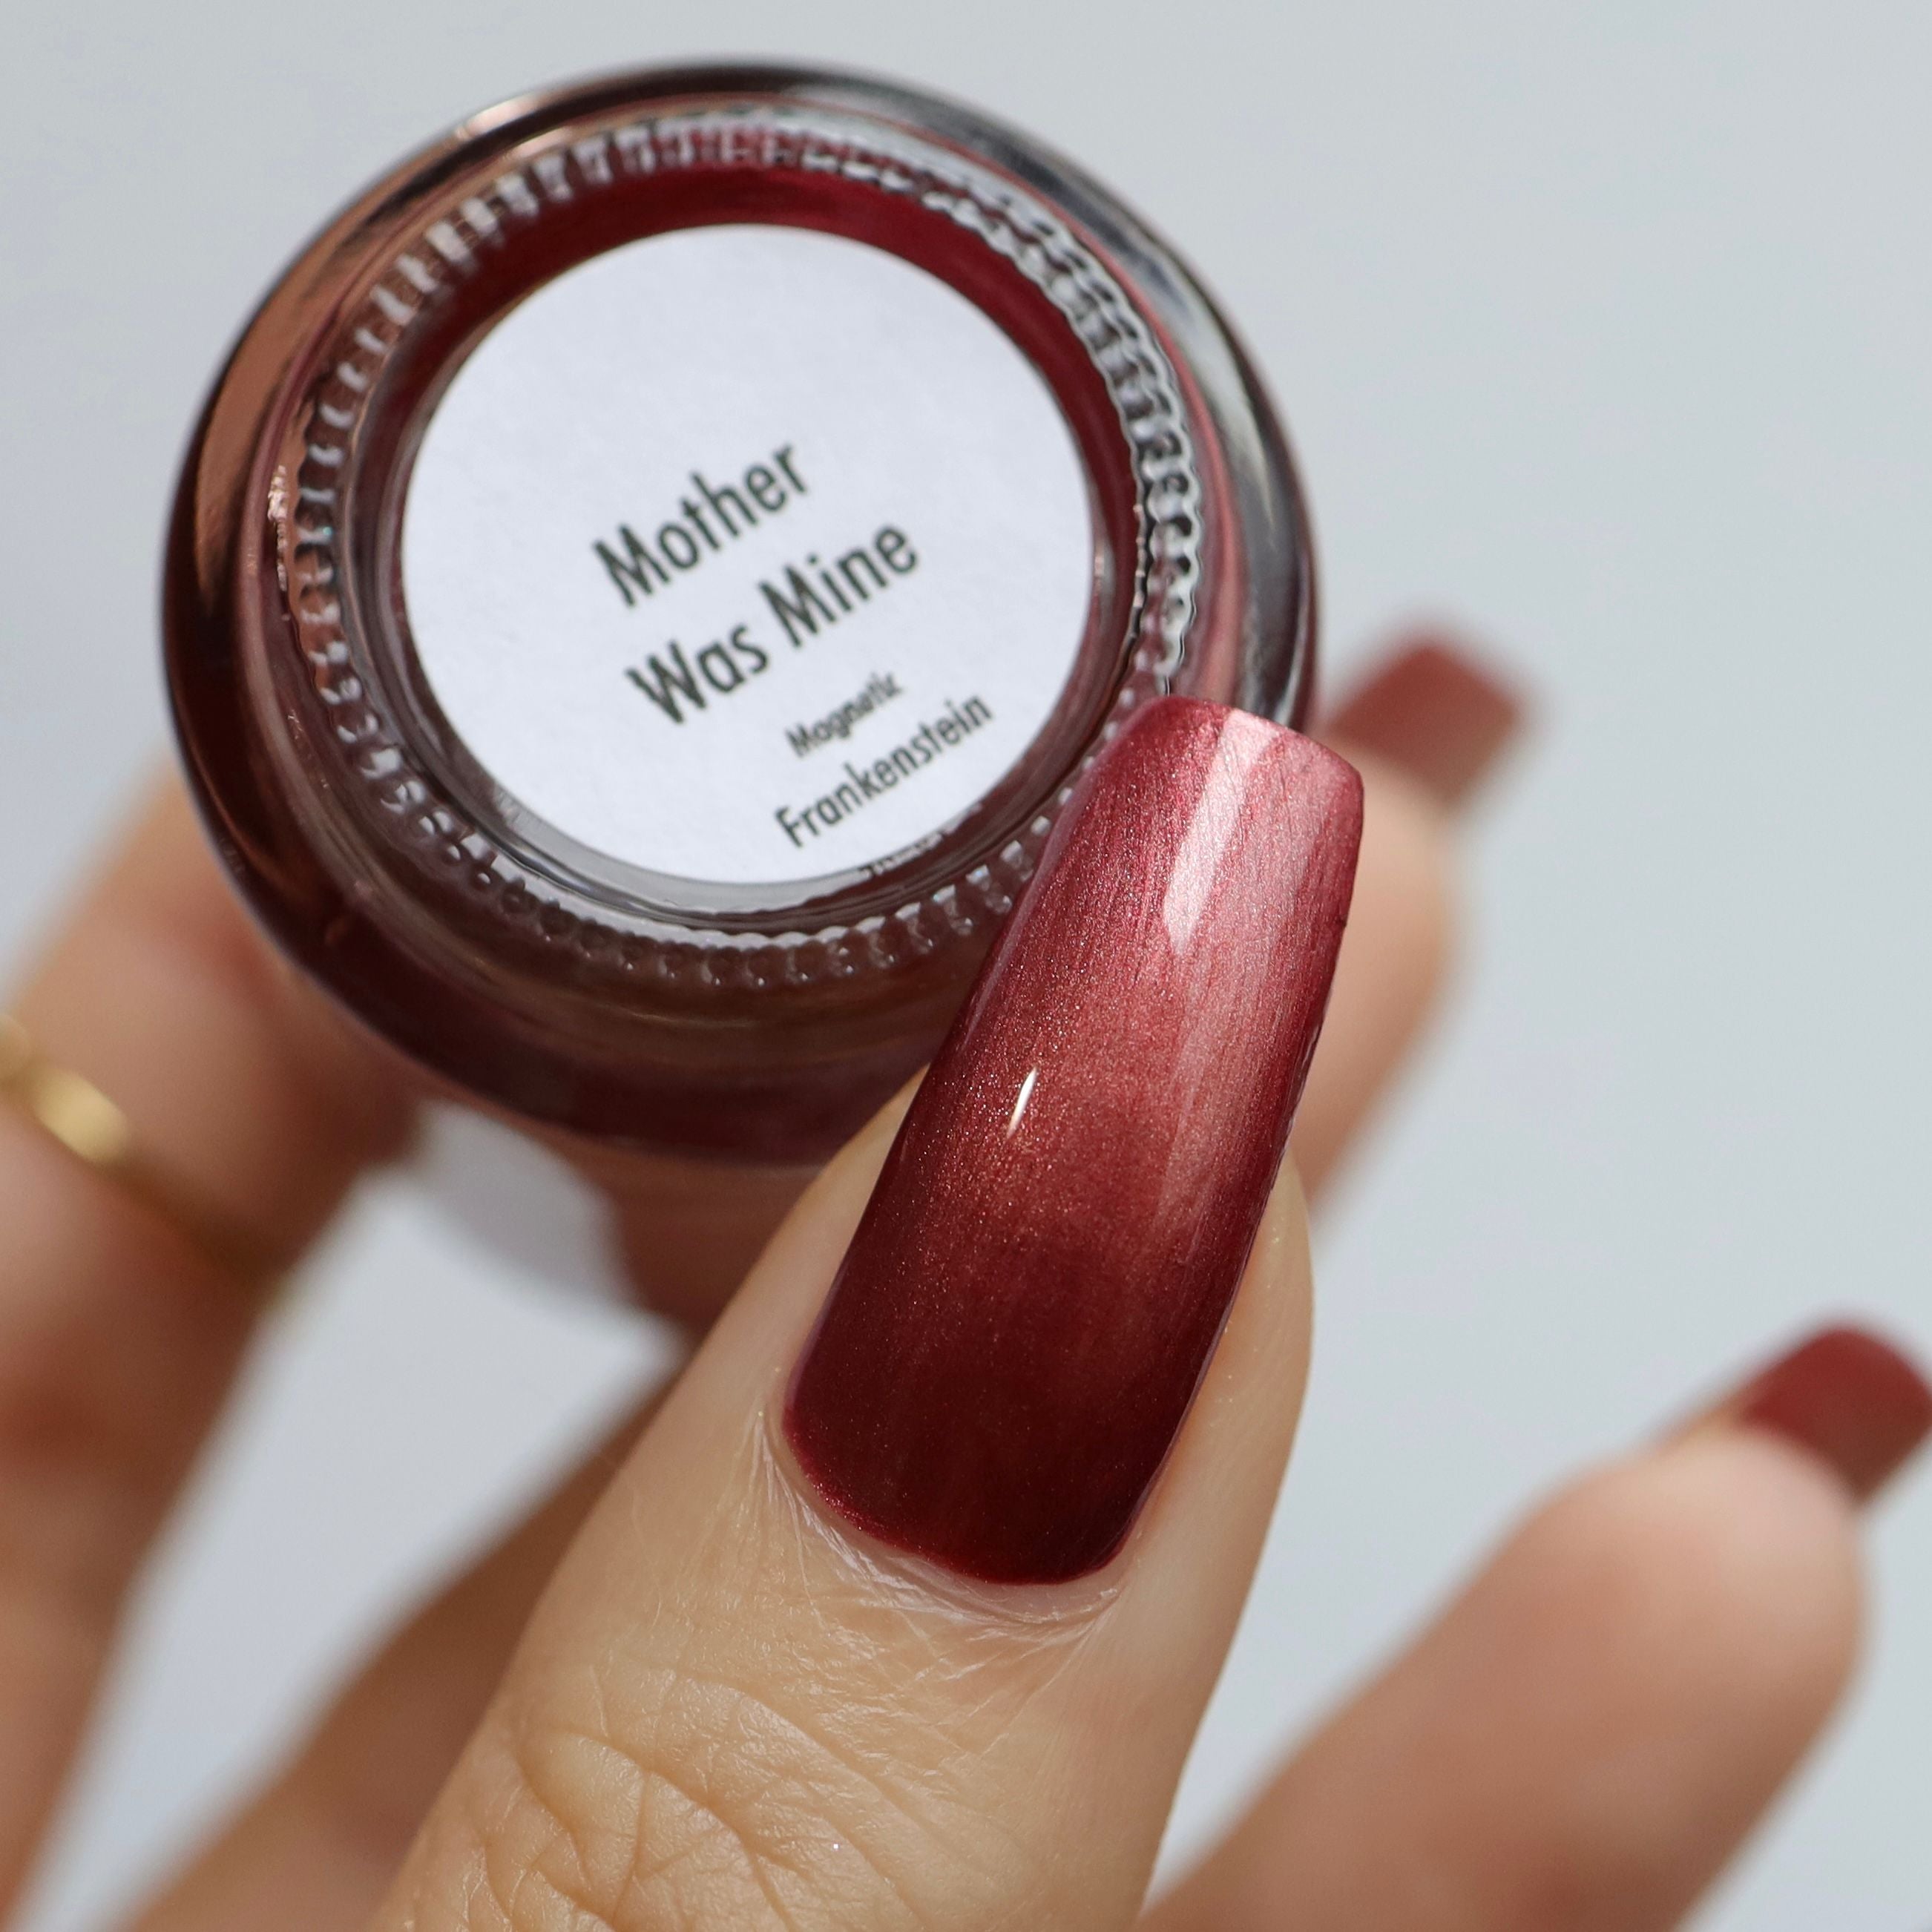 Mother
Was Mine
Magnetic
Frankenstein